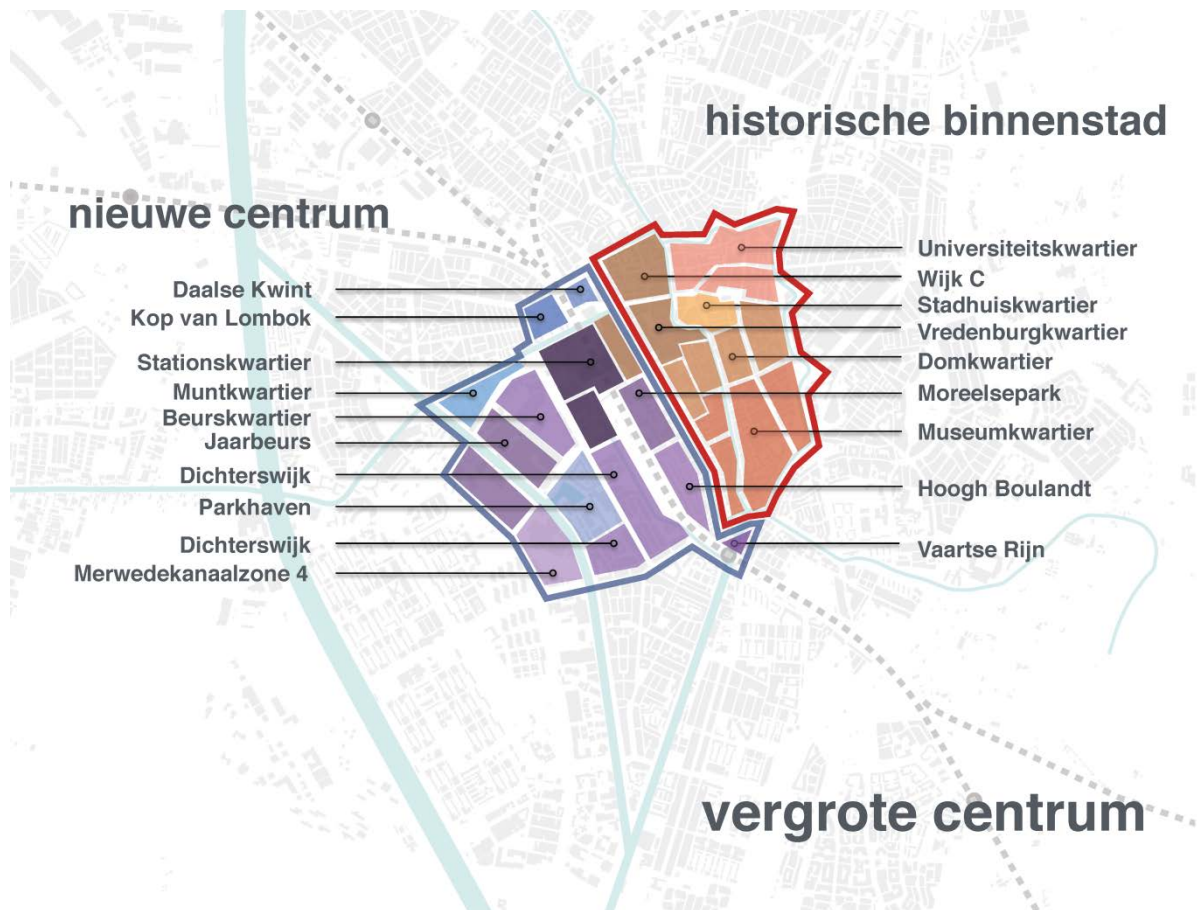 historische binnenstad
nieuwe centrum
Daalse Kwint
Kop van Lombok
Stationskwartier
Muntkwartier
Beurskwartier
Jaarbeurs
Dichterswijk
Parkhaven
Dichterswijk
Merwedekanaalzone 4
Universiteitskwartier
Wijk C
Stadhuiskwartier
Vredenburgkwartier
Domkwartier
Moreelsepark
Museumkwartier
Hoogh Boulandt
Vaartse Rijn
vergrote centrum